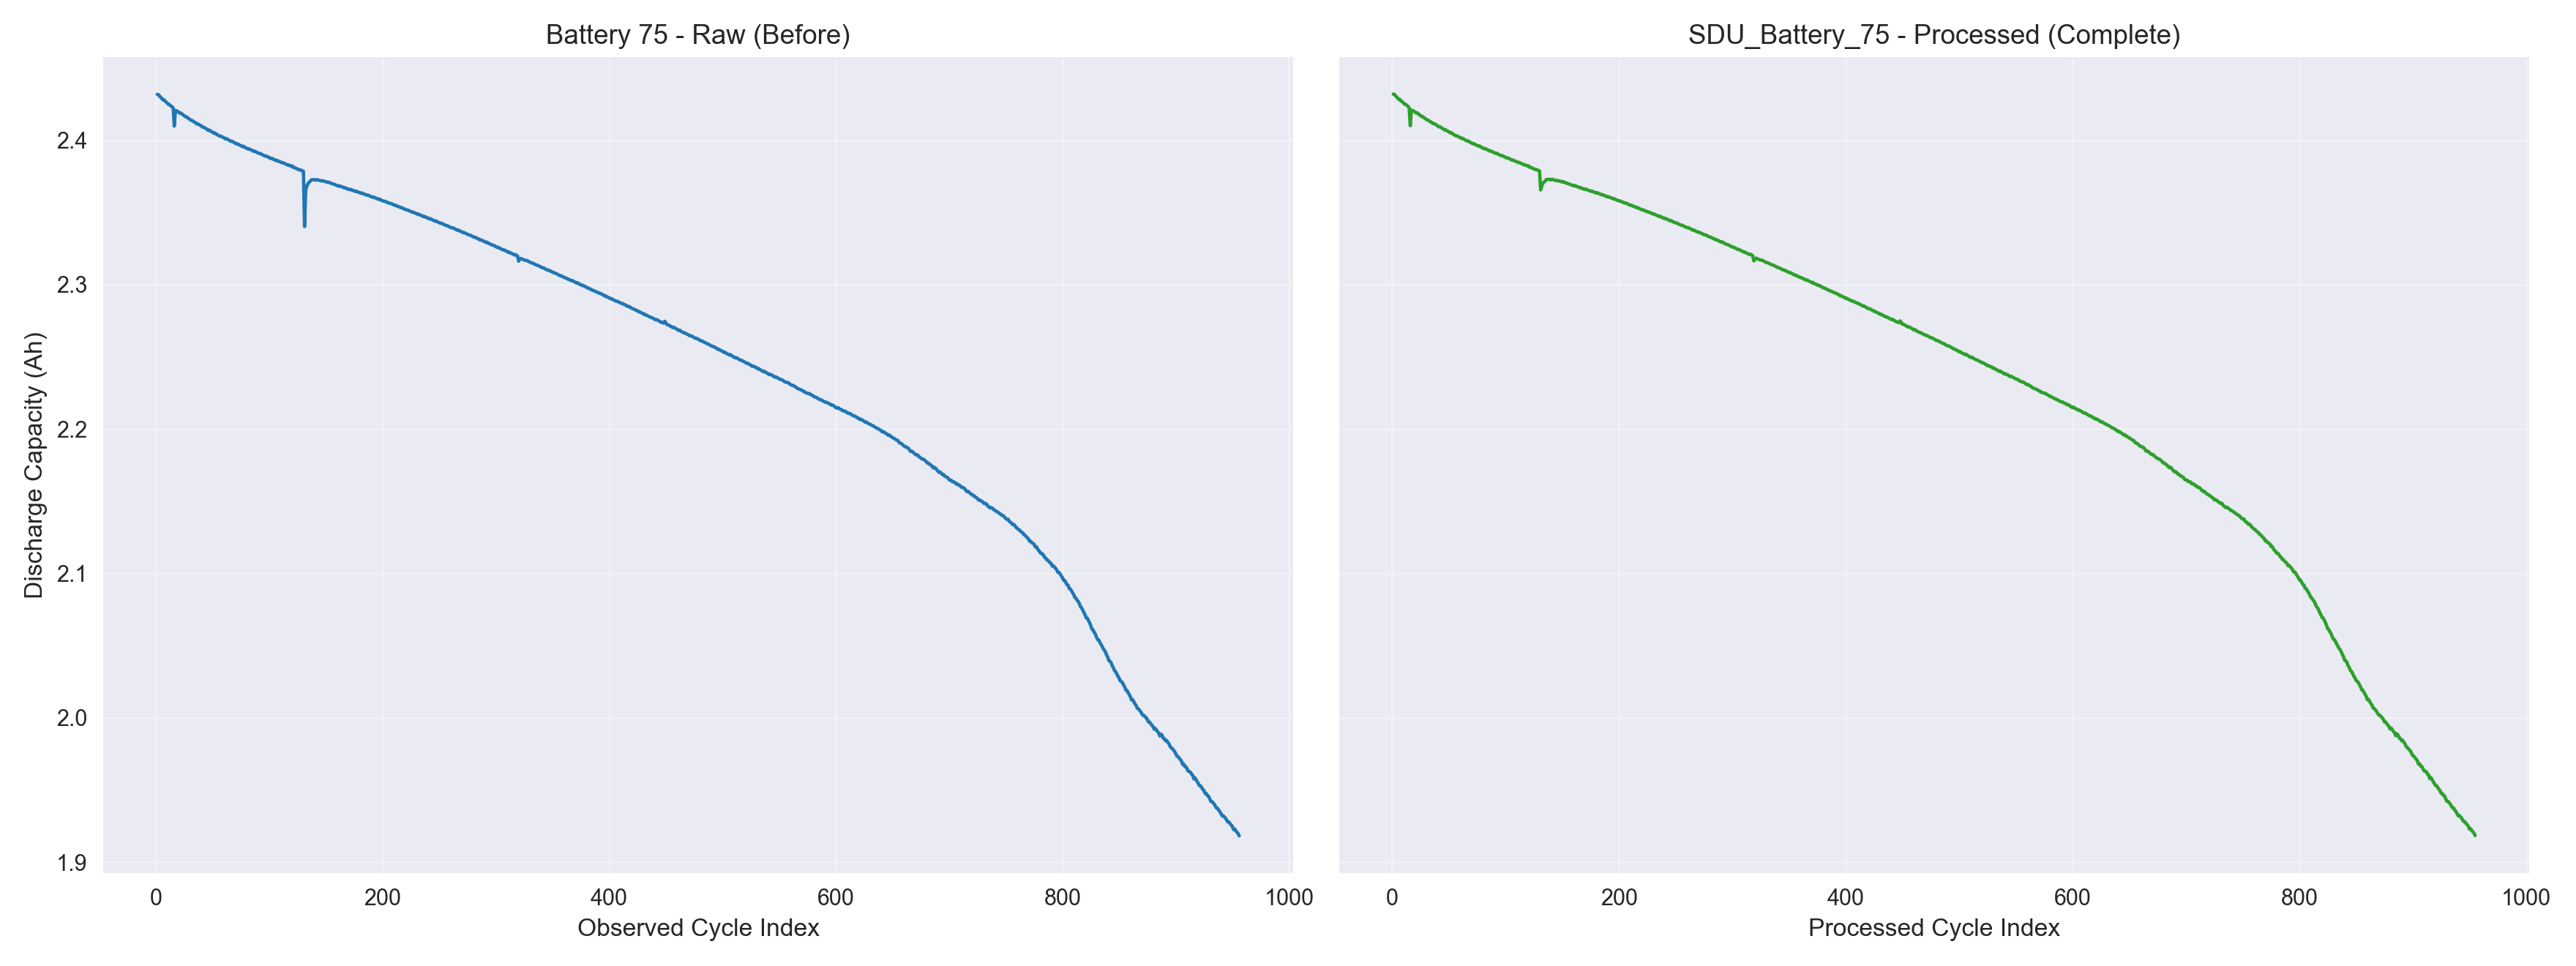 Battery 75 - Raw (Before)
SDU_Battery_75 - Processed (Complete)
Discharge Capacity (Ah)
2.4
2.3
2.2
2.1
2.0
1.9
0 200 400 600 800 1000
0 200 400 600 800 1000
Observed Cycle Index
Processed Cycle Index